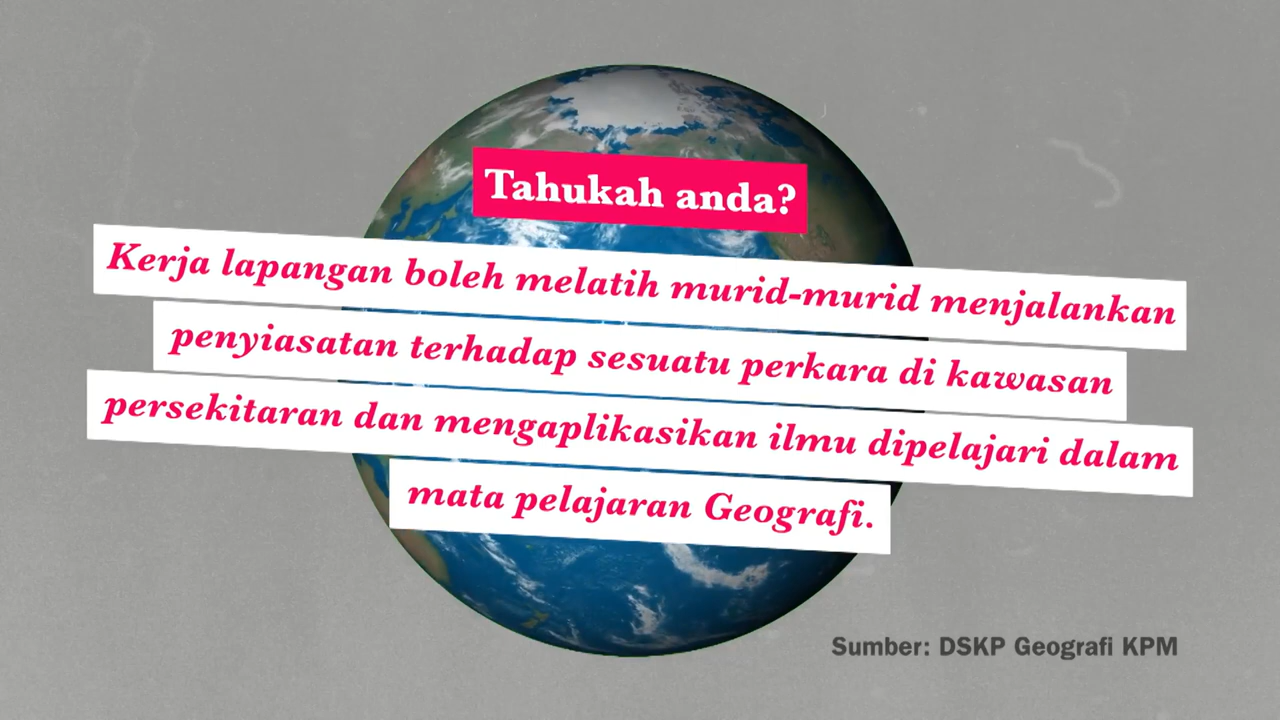 Tahukah anda?
Kerja lapangan boleh melatih murid-murid menjalankan
penyiasatan terhadap sesuatu perkara di kawasan
persekitaran dan mengaplikasikan ilmu dipelajari dalam
mata pelajaran Geografi.
Sumber: DSKP Geografi KPM